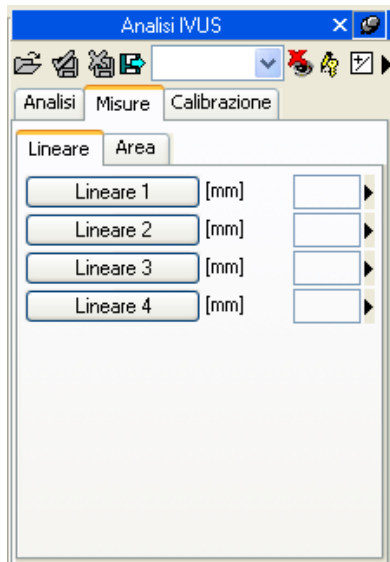 Analisi IVUS
Analisi Misure Calibrazione
Lineare Area
Lineare 1 [mm]
Lineare 2 [mm]
Lineare 3 [mm]
Lineare 4 [mm]